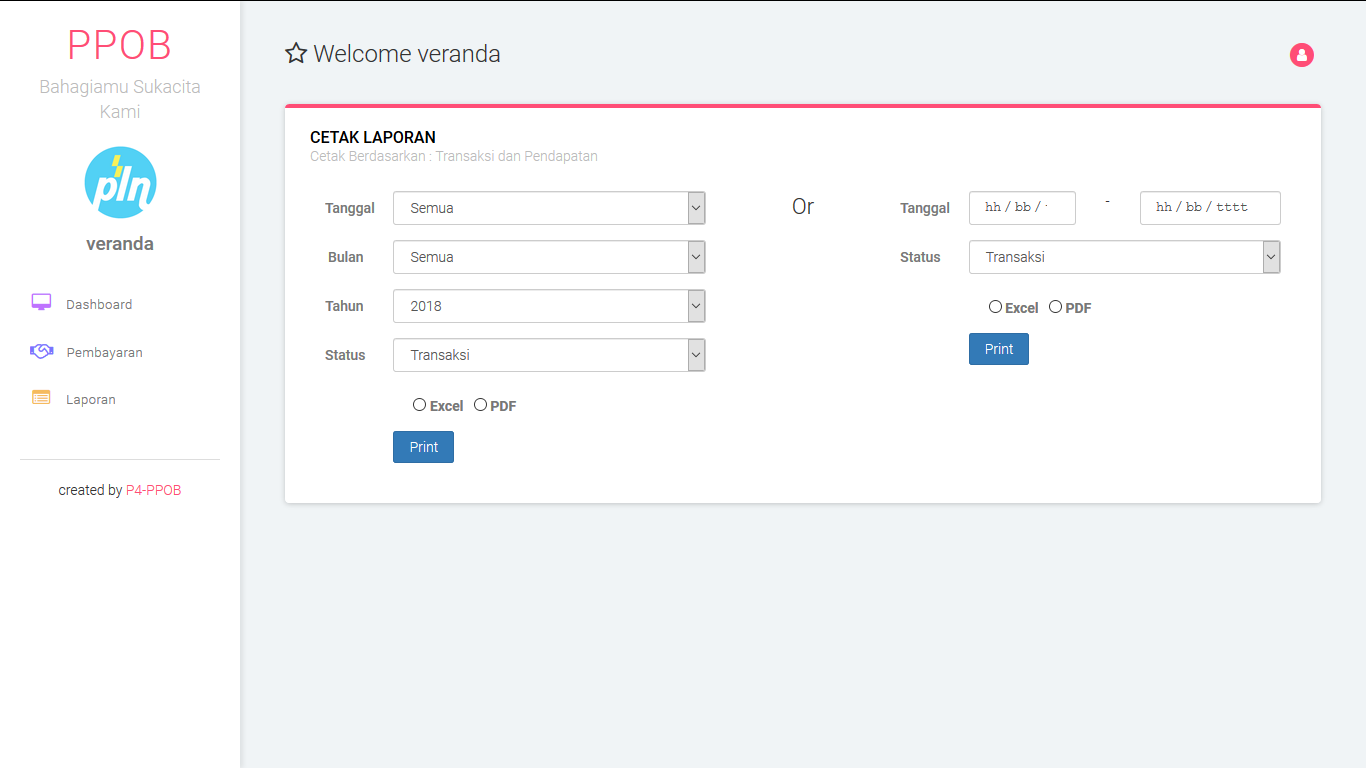 PPOB
Bahagiamu Sukacita
Kami
pln
veranda
Dashboard
Pembayaran
Laporan
created by P4-PPOB
Welcome veranda
CETAK LAPORAN
Cetak Berdasarkan : Transaksi dan Pendapatan
Tanggal Semua
Bulan Semua
Tahun 2018
Status Transaksi
Excel PDF
Print
Or
Tanggal hh / bb / - hh / bb / tttt
Status Transaksi
Excel PDF
Print